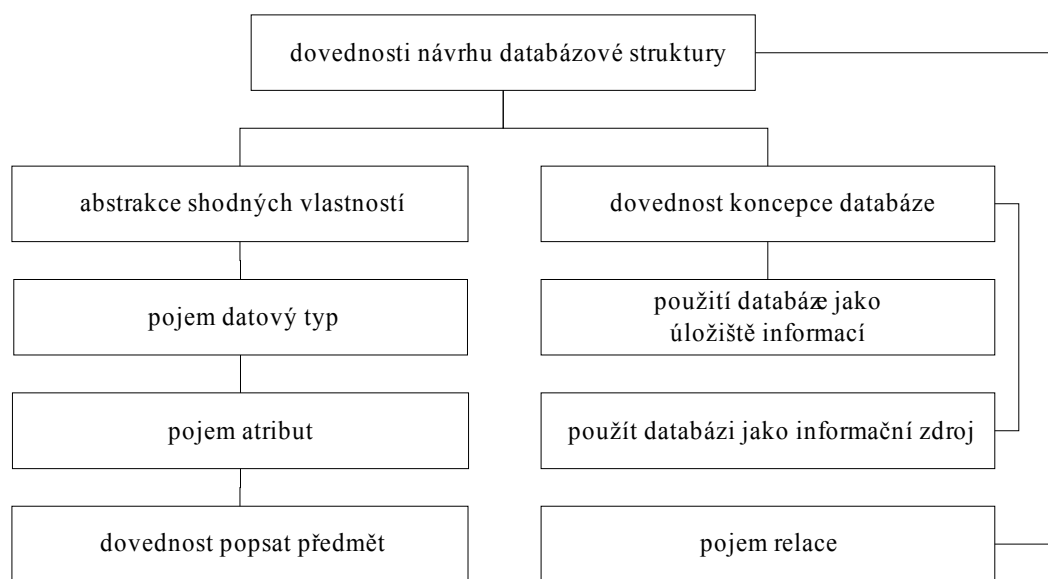 dovednosti návrhu databázové struktury
abstrakce shodných vlastností
dovednost koncepce databáze
pojem datový typ
použití databáze jako
úložiště informací
pojem atribut
použít databázi jako informační zdroj
dovednost popsat předmět
pojem relace